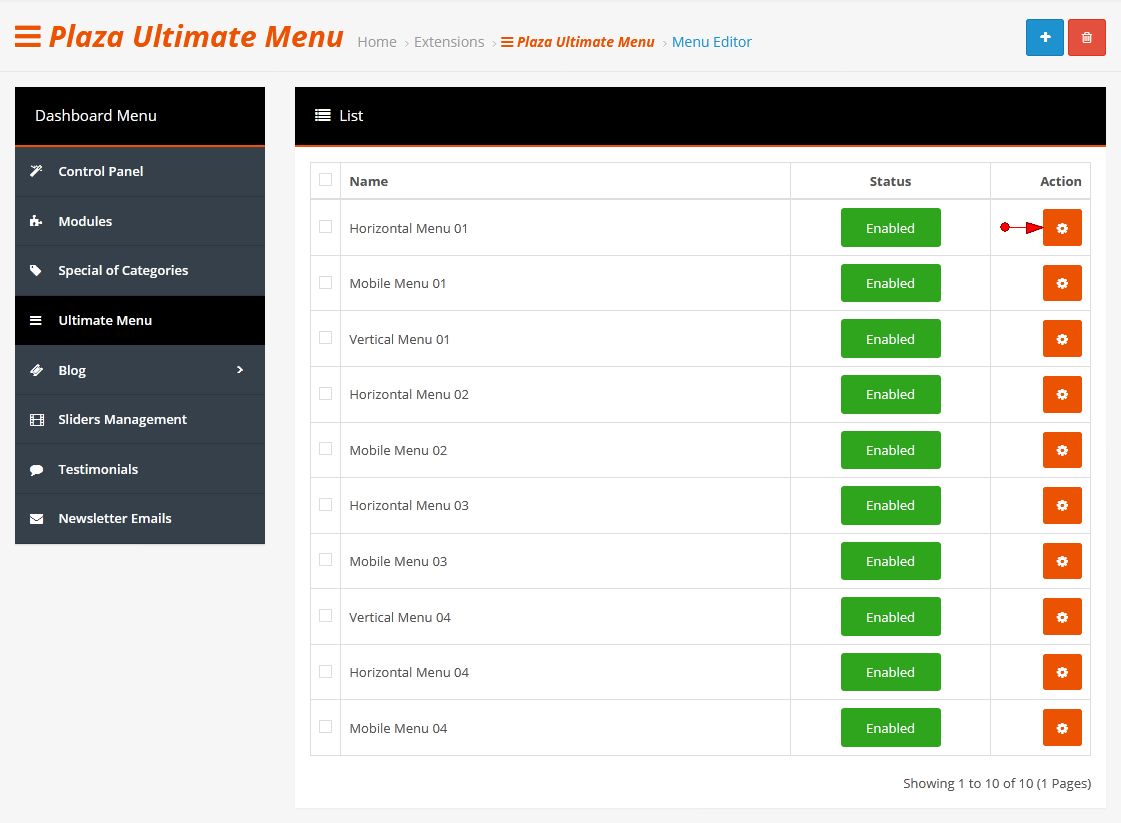 Plaza Ultimate Menu
Home › Extensions › Plaza Ultimate Menu › Menu Editor
Dashboard Menu
Control Panel
Modules
Special of Categories
Ultimate Menu
Blog
Sliders Management
Testimonials
Newsletter Emails
List
Name Status Action
Horizontal Menu 01 Enabled
Mobile Menu 01 Enabled
Vertical Menu 01 Enabled
Horizontal Menu 02 Enabled
Mobile Menu 02 Enabled
Horizontal Menu 03 Enabled
Mobile Menu 03 Enabled
Vertical Menu 04 Enabled
Horizontal Menu 04 Enabled
Mobile Menu 04 Enabled
Showing 1 to 10 of 10 (1 Pages)